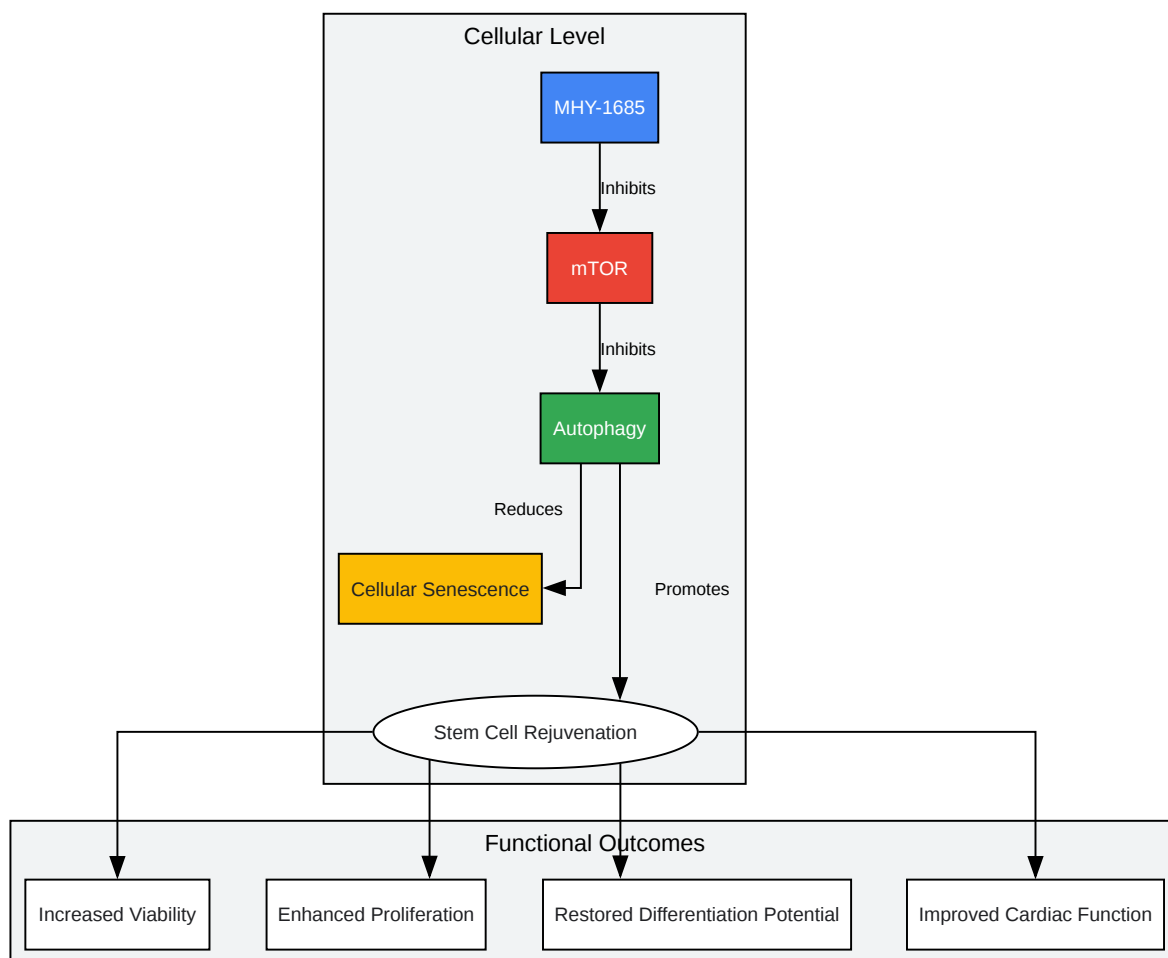 Cellular Level
MHY-1685
Inhibits
mTOR
Inhibits
Autophagy
Reduces
Cellular Senescence
Promotes
Stem Cell Rejuvenation
Functional Outcomes
Increased Viability
Enhanced Proliferation
Restored Differentiation Potential
Improved Cardiac Function